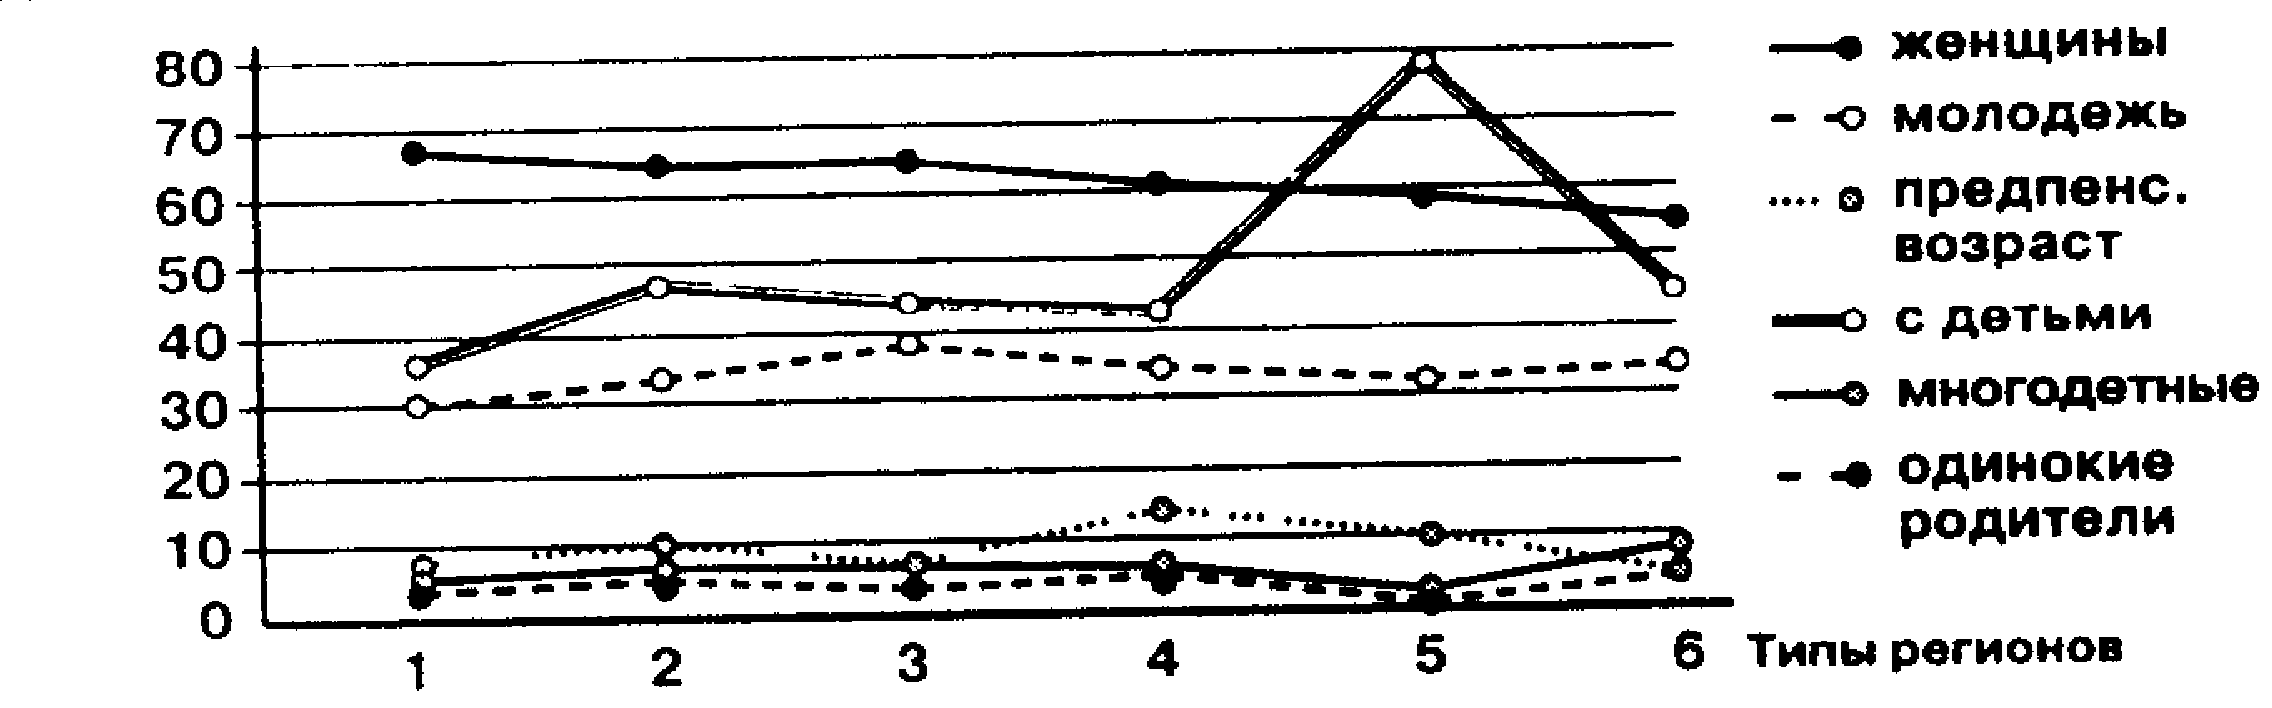 80
70
60
50
40
30
20
10
0
1 2 3 4 5 6 Типы регионов
женщины
молодежь
предпенс.
возраст
с детьми
многодетные
одинокие
родители